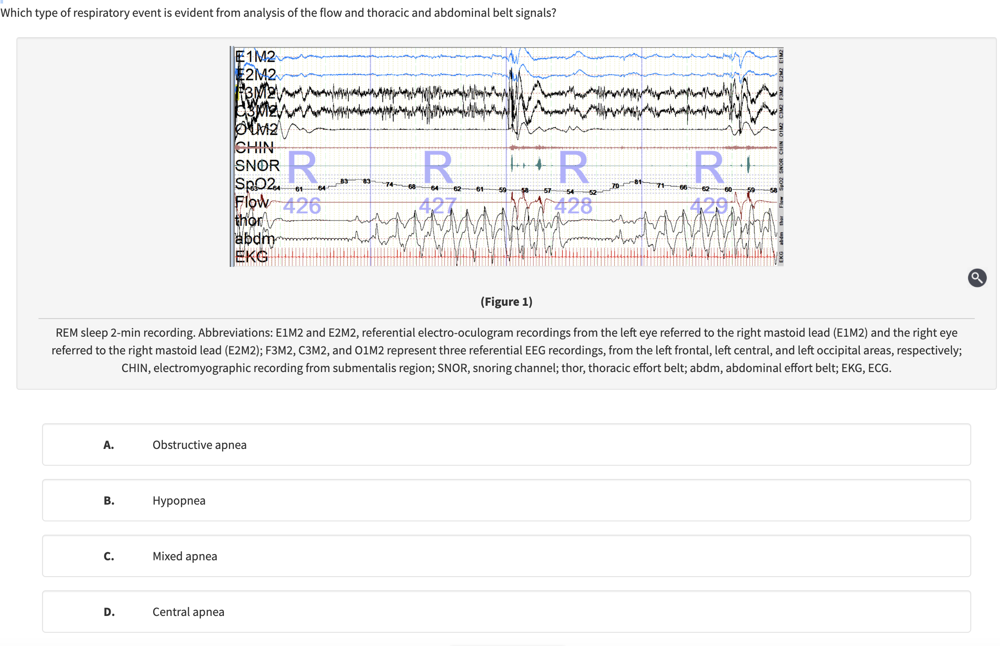 Which type of respiratory event is evident from analysis of the flow and thoracic and abdominal belt signals?
E1M2
E1M2
E2M2
E2M2
F3M2
F3M2
C3M2
C3M2
O1M2
O1M2
CHIN
CHIN
R R R R
SNOR
SNOR
SpO2
63 64 61 64 83 83 74 68 64 62 61 59 58 57 54 52 70 81 71 66 62 60 59 58
SpO2
Flow
426 427 428 429
Flow
thor
thor
abdm
abdm
EKG
EKG
(Figure 1)
REM sleep 2-min recording. Abbreviations: E1M2 and E2M2, referential electro-oculogram recordings from the left eye referred to the right mastoid lead (E1M2) and the right eye
referred to the right mastoid lead (E2M2); F3M2, C3M2, and O1M2 represent three referential EEG recordings, from the left frontal, left central, and left occipital areas, respectively;
CHIN, electromyographic recording from submentalis region; SNOR, snoring channel; thor, thoracic effort belt; abdm, abdominal effort belt; EKG, ECG.
A. Obstructive apnea
B. Hypopnea
C. Mixed apnea
D. Central apnea